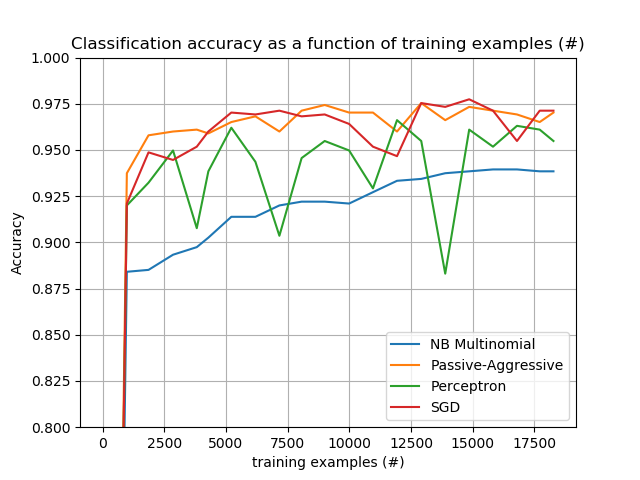 Classification accuracy as a function of training examples (#)
1.000
0.975
0.950
0.925
0.900
0.875
0.850
0.825
0.800
Accuracy
NB Multinomial
Passive-Aggressive
Perceptron
SGD
0 2500 5000 7500 10000 12500 15000 17500
training examples (#)